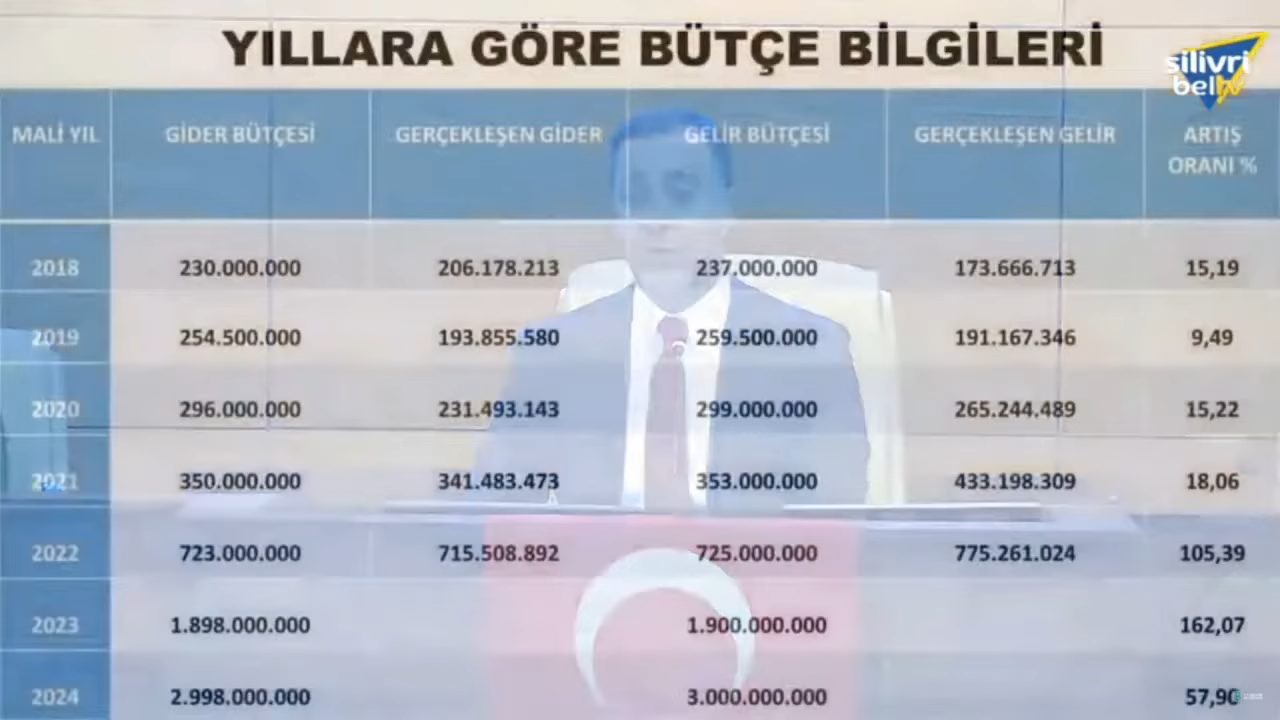 YILLARA GÖRE BÜTÇE BİLGİLERİ
silivri
beltv
MALİ YIL GİDER BÜTÇESİ GERÇEKLEŞEN GİDER GELİR BÜTÇESİ GERÇEKLEŞEN GELİR ARTIŞ
ORANI %
2018 230.000.000 206.178.213 237.000.000 173.666.713 15,19
2019 254.500.000 193.855.580 259.500.000 191.167.346 9,49
2020 296.000.000 231.493.143 299.000.000 265.244.489 15,22
2021 350.000.000 341.483.473 353.000.000 433.198.309 18,06
2022 723.000.000 715.508.892 725.000.000 775.261.024 105,39
2023 1.898.000.000 1.900.000.000 162,07
2024 2.998.000.000 3.000.000.000